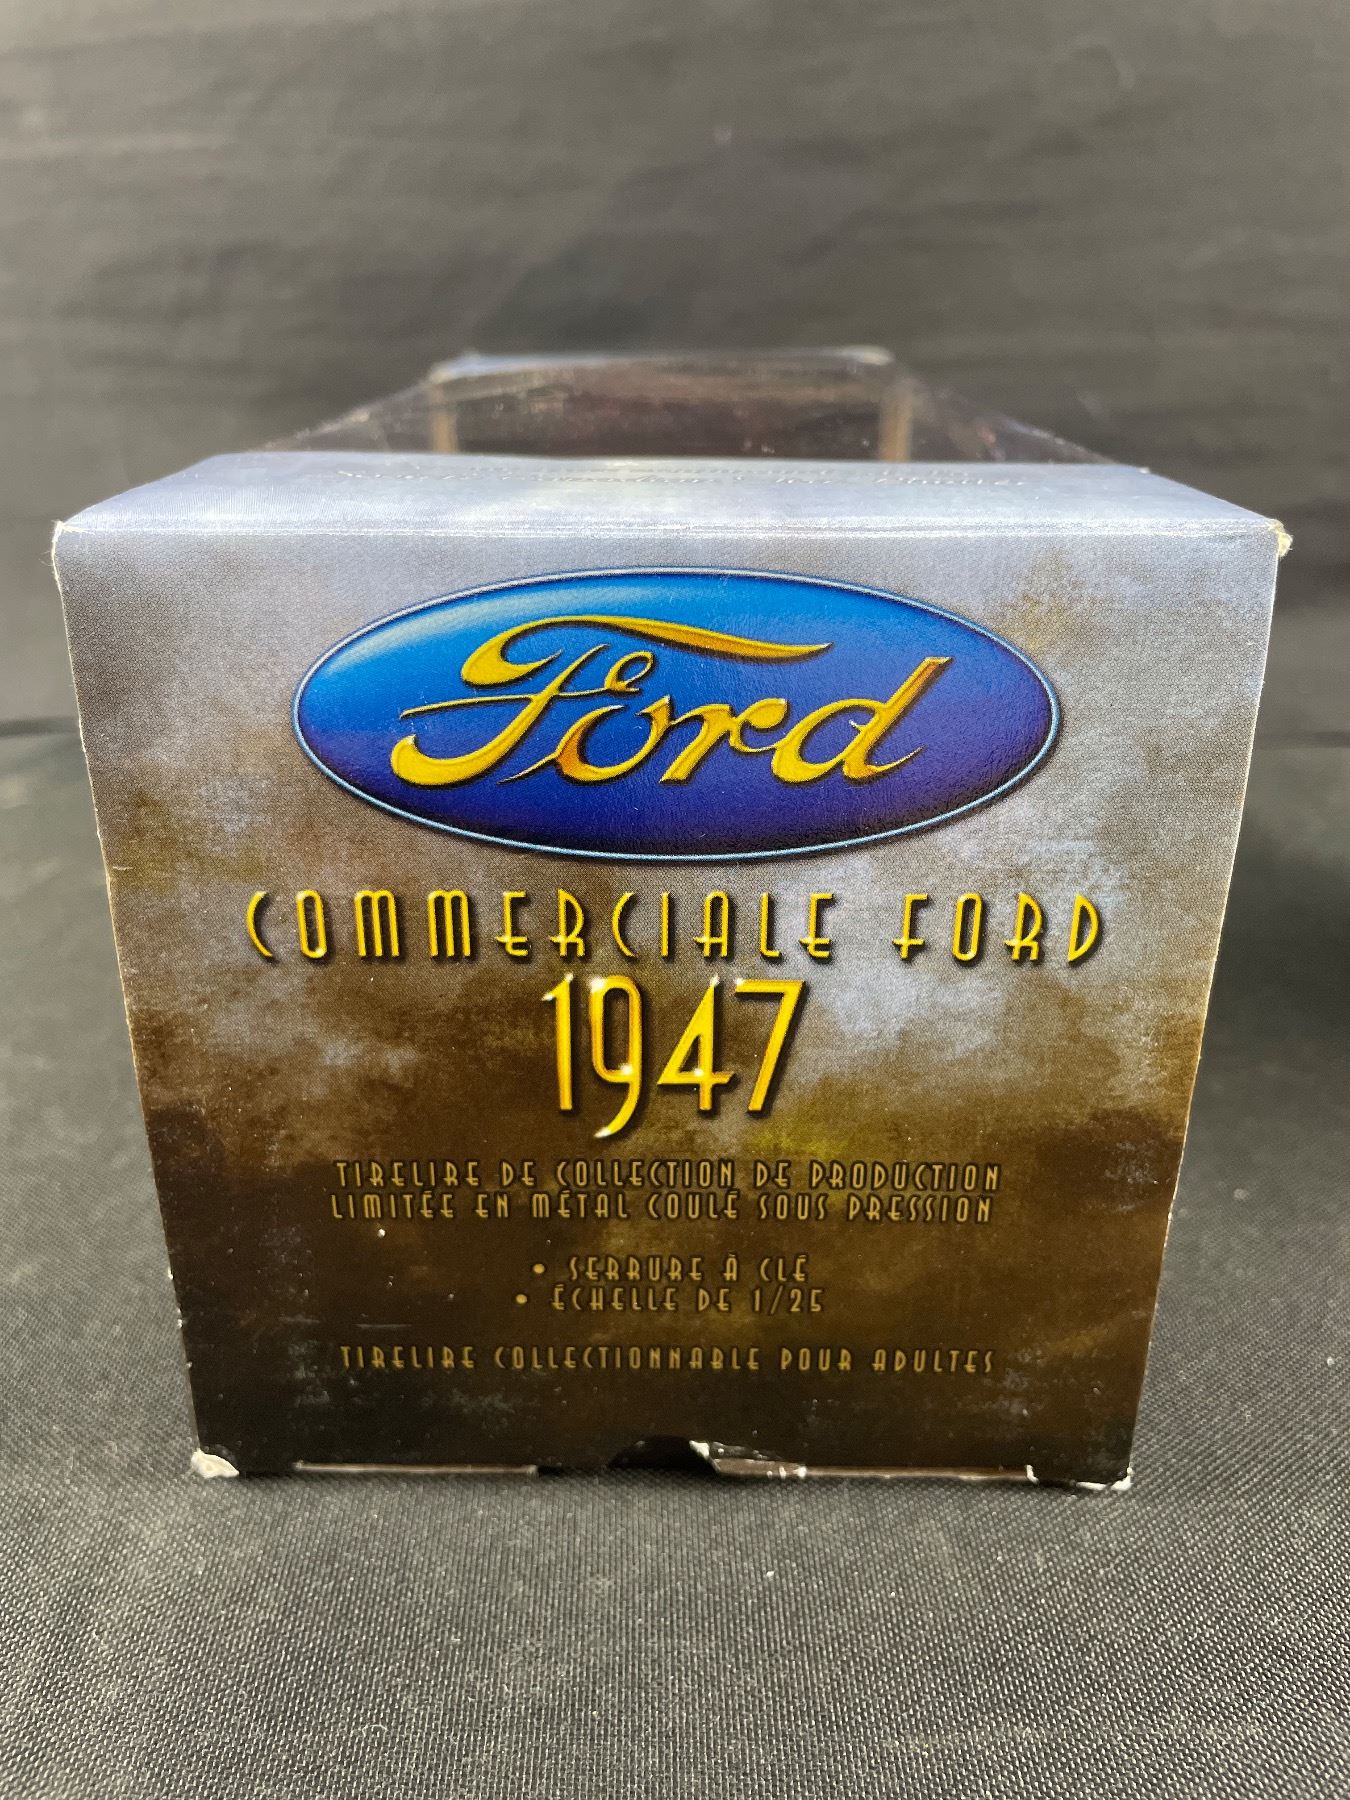 Ford
COMMERCIALE FORD
1947
TIRELIRE DE COLLECTION DE PRODUCTION
LIMITÉE EN MÉTAL COULÉ SOUS PRESSION
• SERRURE À CLÉ
• ÉCHELLE DE 1/25
TIRELIRE COLLECTIONNABLE POUR ADULTES